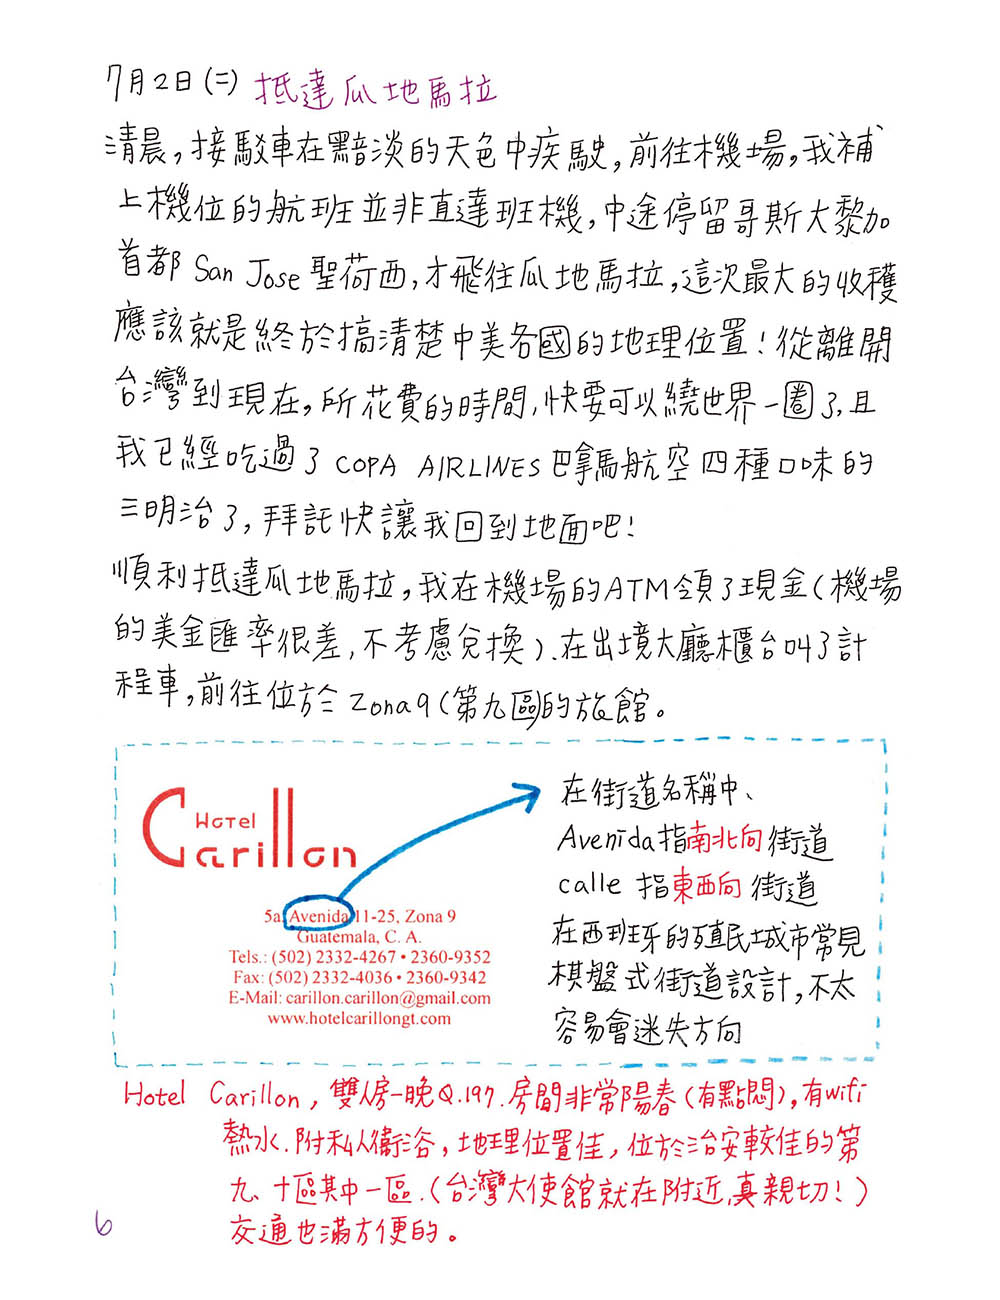 7月2日(二) 抵達瓜地馬拉
清晨，接駁車在黯淡的天色中疾駛，前往機場，我補
上機位的航班並非直達班機，中途停留哥斯大黎加
首都 San Jose 聖荷西，才飛往瓜地馬拉，這次最大的收穫
應該就是終於搞清楚中美各國的地理位置！從離開
台灣到現在，所花費的時間，快要可以繞世界一圈了，且
我已經吃過了 COPA AIRLINES 巴拿馬航空四種口味的
三明治了，拜託快讓我回到地面吧！
順利抵達瓜地馬拉，我在機場的ATM領了現金（機場
的美金匯率很差，不考慮兌換）、在出境大廳櫃台叫了計
程車，前往位於 Zona 9（第九區）的旅館。
Hotel
Carillon
5a. Avenida 11-25, Zona 9
Guatemala, C. A.
Tels.: (502) 2332-4267 • 2360-9352
Fax: (502) 2332-4036 • 2360-9342
E-Mail: carillon.carillon@gmail.com
www.hotelcarillongt.com
在街道名稱中、
Avenida 指南北向街道
calle 指東西向 街道
在西班牙的殖民城市常見
棋盤式街道設計，不太
容易會迷失方向
Hotel Carillon，雙人房一晚Q.197．房間非常陽春（有點悶），有wifi
熱水．附私人衛浴，地理位置佳，位於治安較佳的第
九、十區其中一區．（台灣大使館就在附近，真親切！）
交通也滿方便的。
6